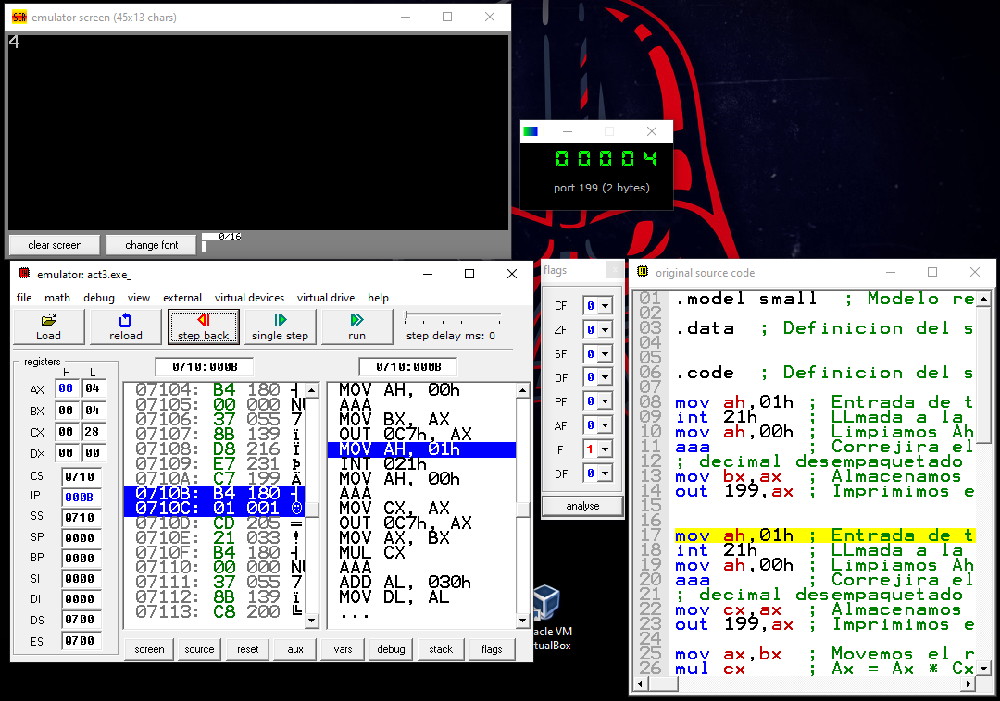 SCR emulator screen (45x13 chars)
4
clear screen
change font
0/16
00004
port 199 (2 bytes)
emulator: act3.exe_
file math debug view external virtual devices virtual drive help
Load
reload
step back
single step
run
step delay ms: 0
registers
H L
AX 00 04
BX 00 04
CX 00 28
DX 00 00
CS 0710
IP 000B
SS 0710
SP 0000
BP 0000
SI 0000
DI 0000
DS 0700
ES 0700
0710:000B
07104: B4 180 ┤
07105: 00 000 NU
07106: 37 055 7
07107: 8B 139 ï
07108: D8 216 Ï
07109: E7 231 þ
0710A: C7 199 Ã
0710B: B4 180 ┤
0710C: 01 001 ☺
0710D: CD 205 =
0710E: 21 033 !
0710F: B4 180 ┤
07110: 00 000 NU
07111: 37 055 7
07112: 8B 139 ï
07113: C8 200 ╚
0710:000B
MOV AH, 00h
AAA
MOV BX, AX
OUT 0C7h, AX
MOV AH, 01h
INT 021h
MOV AH, 00h
AAA
MOV CX, AX
OUT 0C7h, AX
MOV AX, BX
MUL CX
ADD AL, 030h
MOV DL, AL
...
screen source reset aux vars debug stack flags
flags
CF 0
ZF 0
SF 0
OF 0
PF 0
AF 0
IF 1
DF 0
analyse
acle VM
tualBox
original source code
01 .model small ; Modelo re
02
03 .data ; Definicion del s
04
05
06 .code ; Definicion del s
07
08 mov ah,01h ; Entrada de t
09 int 21h ; LLmada a la
10 mov ah,00h ; Limpiamos Ah
11 aaa ; Correjira el
12 ; decimal desempaquetado
13 mov bx,ax ; Almacenamos
14 out 199,ax ; Imprimimos e
15
16
17 mov ah,01h ; Entrada de t
18 int 21h ; LLmada a la
19 mov ah,00h ; Limpiamos Ah
20 aaa ; Correjira el
21 ; decimal desempaquetado
22 mov cx,ax ; Almacenamos
23 out 199,ax ; Imprimimos e
24
25 mov ax,bx ; Movemos el r
26 mul cx ; Ax = Ax * Cx